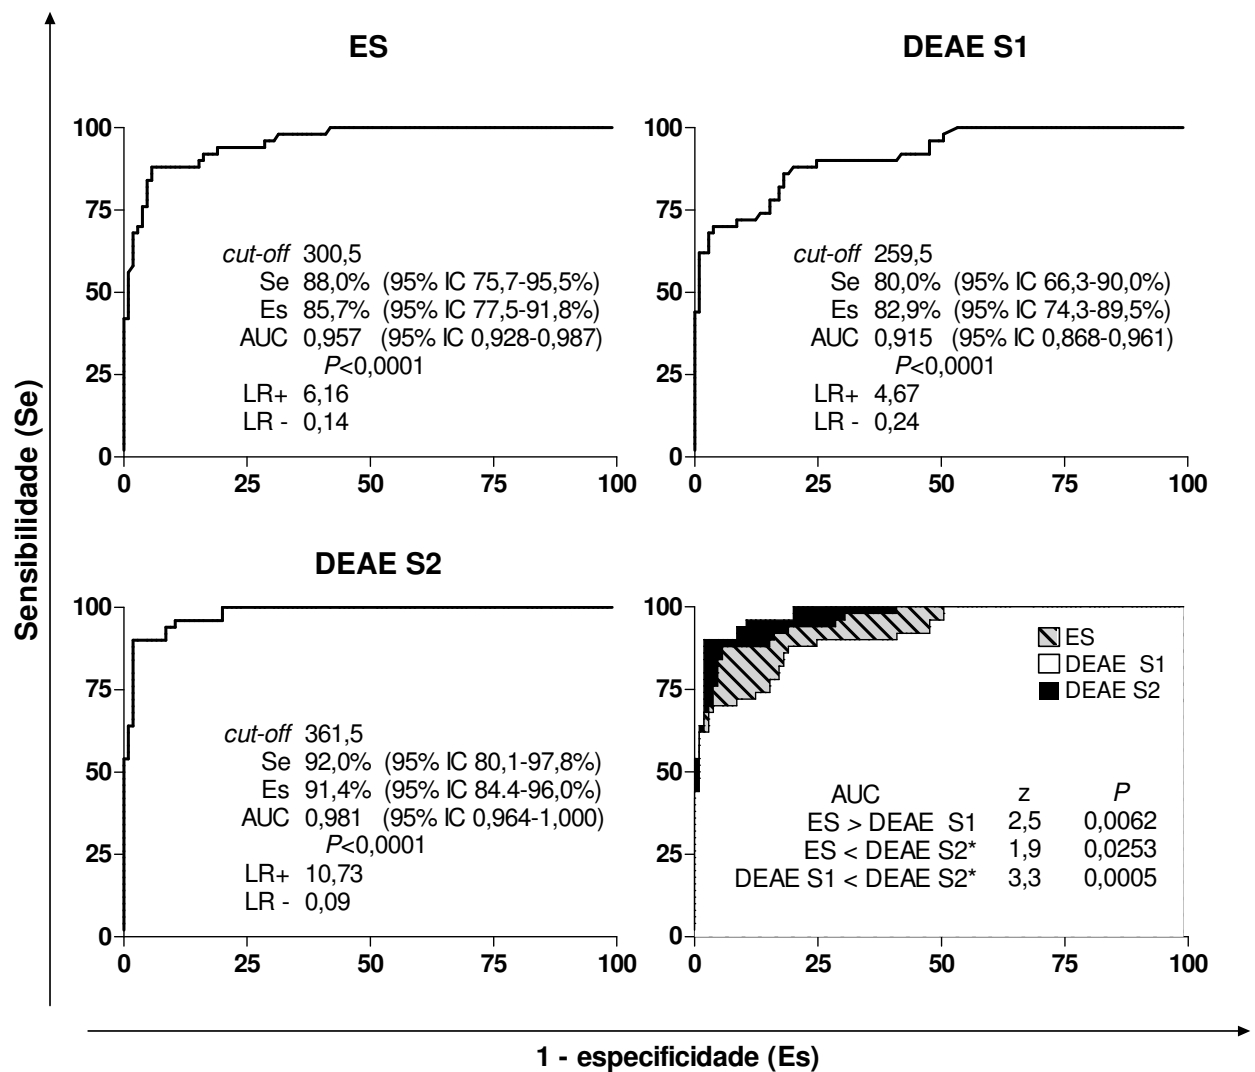 Sensibilidade (Se)
ES
100
75
50
25
0
0 25 50 75 100
cut-off 300,5
Se 88,0% (95% IC 75,7-95,5%)
Es 85,7% (95% IC 77,5-91,8%)
AUC 0,957 (95% IC 0,928-0,987)
P<0,0001
LR+ 6,16
LR - 0,14
DEAE S1
100
75
50
25
0
0 25 50 75 100
cut-off 259,5
Se 80,0% (95% IC 66,3-90,0%)
Es 82,9% (95% IC 74,3-89,5%)
AUC 0,915 (95% IC 0,868-0,961)
P<0,0001
LR+ 4,67
LR - 0,24
DEAE S2
100
75
50
25
0
0 25 50 75 100
cut-off 361,5
Se 92,0% (95% IC 80,1-97,8%)
Es 91,4% (95% IC 84.4-96,0%)
AUC 0,981 (95% IC 0,964-1,000)
P<0,0001
LR+ 10,73
LR - 0,09
100
75
50
25
0
0 25 50 75 100
ES
DEAE S1
DEAE S2
AUC z P
ES > DEAE S1 2,5 0,0062
ES < DEAE S2* 1,9 0,0253
DEAE S1 < DEAE S2* 3,3 0,0005
1 - especificidade (Es)